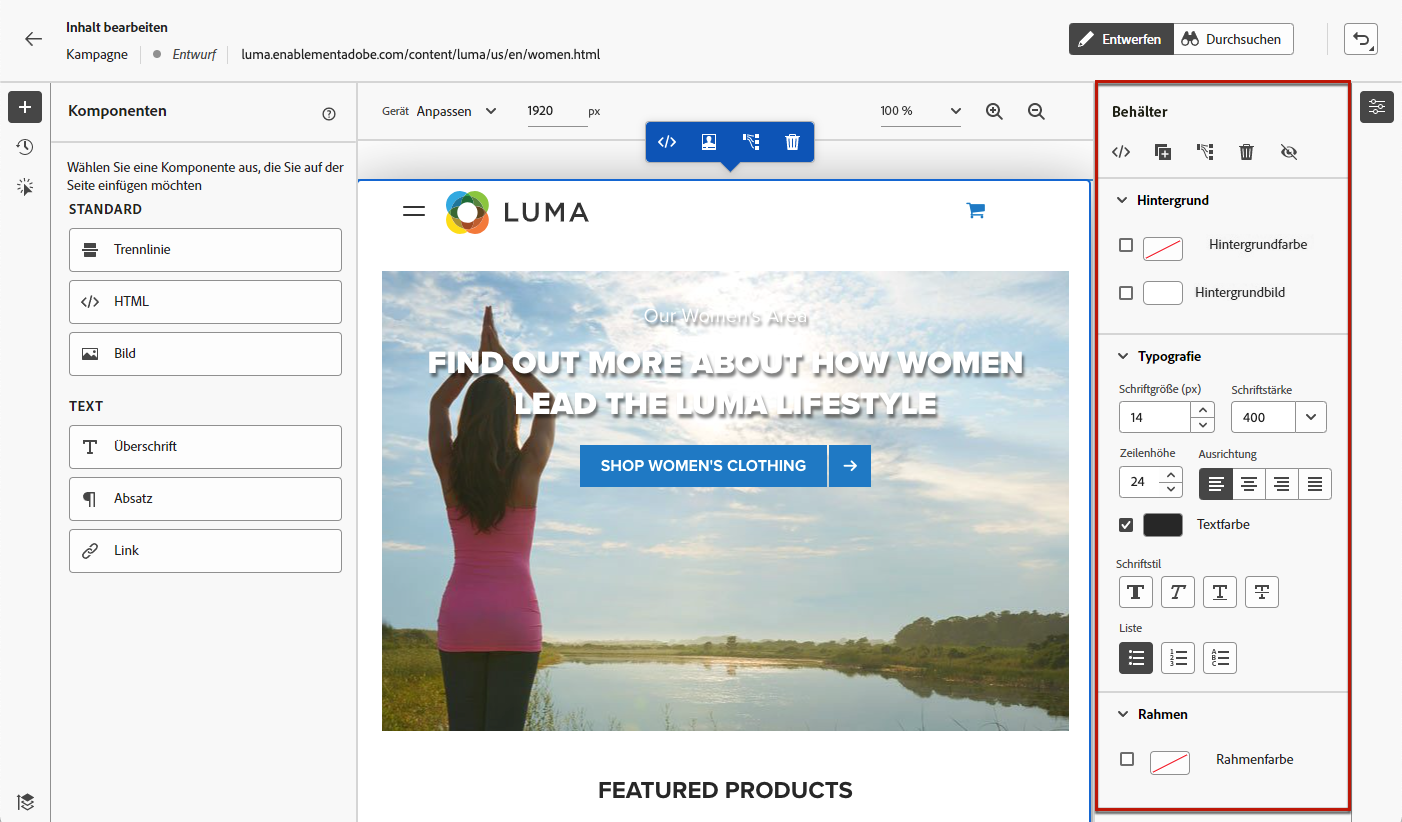 Inhalt bearbeiten
Kampagne
Entwurf
luma.enablementadobe.com/content/luma/us/en/women.html
Entwerfen
Durchsuchen
Komponenten
Wählen Sie eine Komponente aus, die Sie auf der
Seite einfügen möchten
STANDARD
Trennlinie
HTML
Bild
TEXT
Überschrift
Absatz
Link
Gerät Anpassen
1920 px
100 %
LUMA
Our Women's Area
FIND OUT MORE ABOUT HOW WOMEN
LEAD THE LUMA LIFESTYLE
SHOP WOMEN'S CLOTHING
FEATURED PRODUCTS
Behälter
Hintergrund
Hintergrundfarbe
Hintergrundbild
Typografie
Schriftgröße (px) Schriftstärke
14 400
Zeilenhöhe Ausrichtung
24
Textfarbe
Schriftstil
Liste
Rahmen
Rahmenfarbe